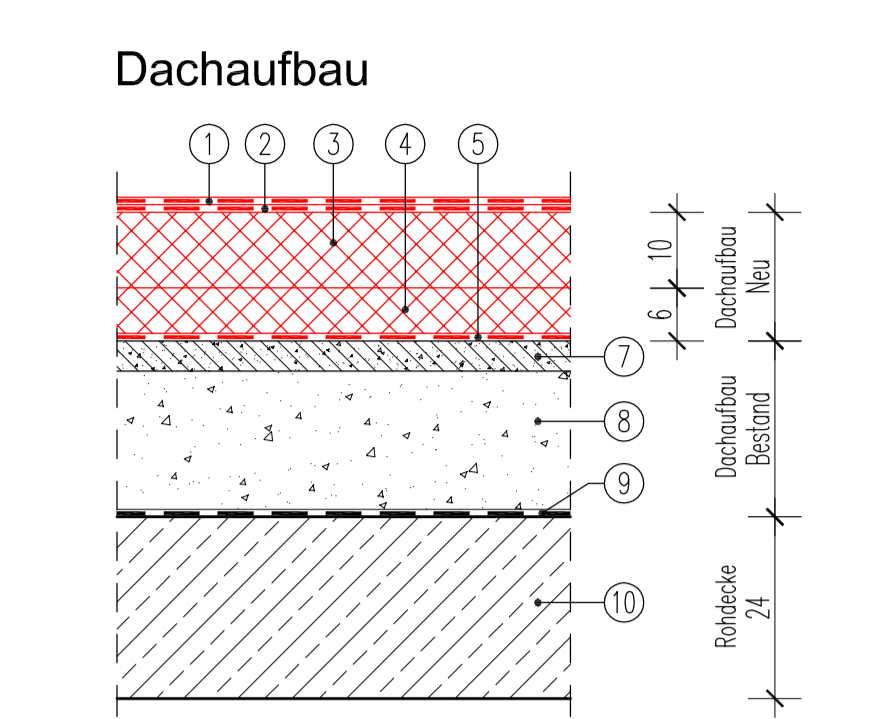 Dachaufbau
1 2 3 4 5
10
6
Dachaufbau
Neu
7
8
9
Dachaufbau
Bestand
10
Rohdecke
24